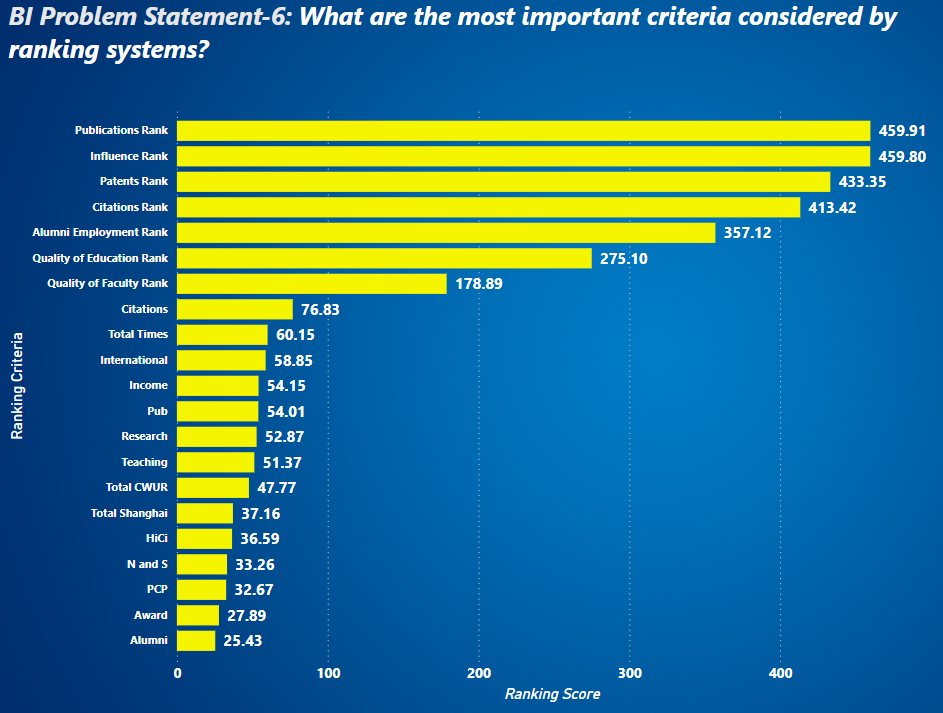 BI Problem Statement-6: What are the most important criteria considered by
ranking systems?
Publications Rank 459.91
Influence Rank 459.80
Patents Rank 433.35
Citations Rank 413.42
Alumni Employment Rank 357.12
Quality of Education Rank 275.10
Quality of Faculty Rank 178.89
Citations 76.83
Total Times 60.15
International 58.85
Income 54.15
Pub 54.01
Research 52.87
Teaching 51.37
Total CWUR 47.77
Total Shanghai 37.16
HiCi 36.59
N and S 33.26
PCP 32.67
Award 27.89
Alumni 25.43
Ranking Criteria
0 100 200 300 400
Ranking Score